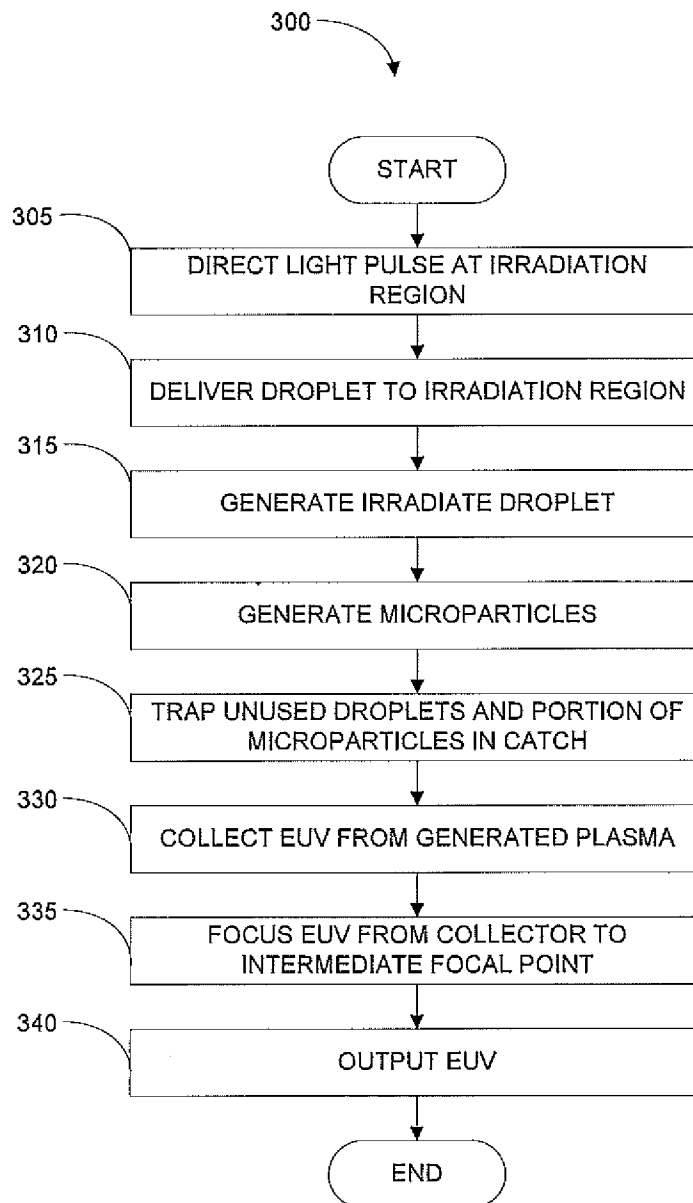 300
START
305
DIRECT LIGHT PULSE AT IRRADIATION
REGION
310
DELIVER DROPLET TO IRRADIATION REGION
315
GENERATE IRRADIATE DROPLET
320
GENERATE MICROPARTICLES
325
TRAP UNUSED DROPLETS AND PORTION OF
MICROPARTICLES IN CATCH
330
COLLECT EUV FROM GENERATED PLASMA
335
FOCUS EUV FROM COLLECTOR TO
INTERMEDIATE FOCAL POINT
340
OUTPUT EUV
END